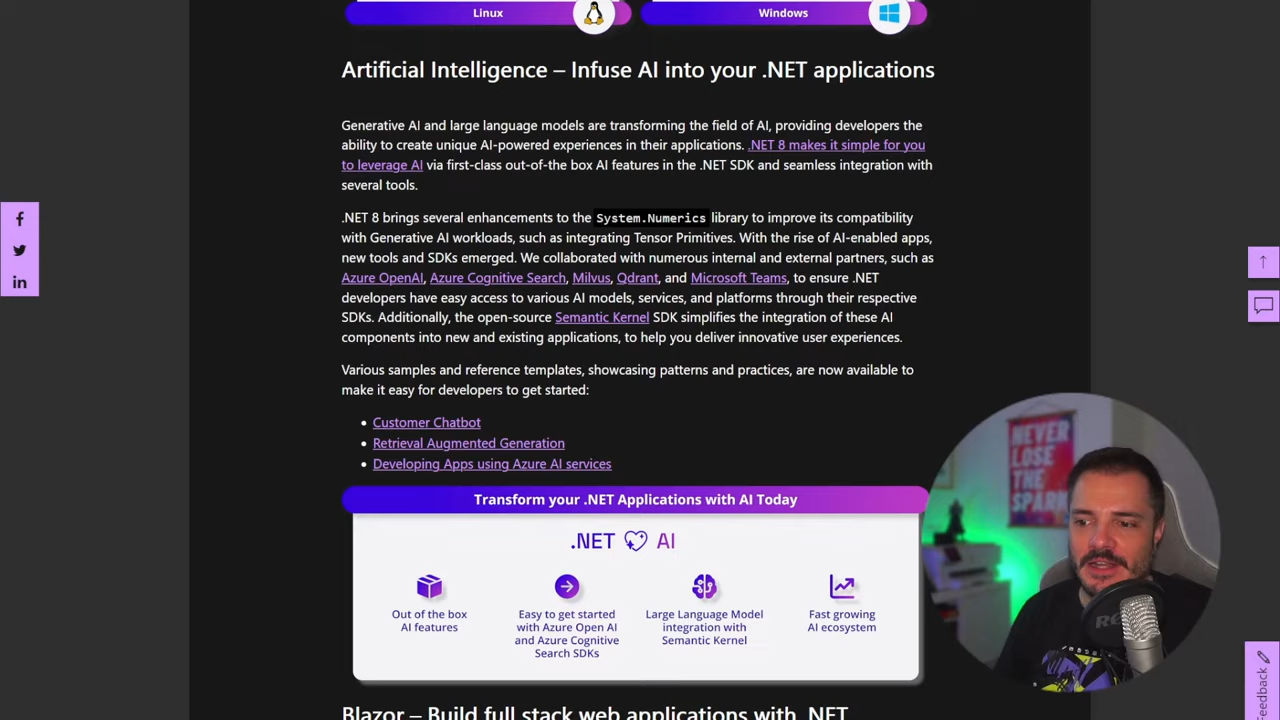 Linux
Windows
Artificial Intelligence – Infuse AI into your .NET applications
Generative AI and large language models are transforming the field of AI, providing developers the
ability to create unique AI-powered experiences in their applications. .NET 8 makes it simple for you
to leverage AI via first-class out-of-the box AI features in the .NET SDK and seamless integration with
several tools.
.NET 8 brings several enhancements to the System.Numerics library to improve its compatibility
with Generative AI workloads, such as integrating Tensor Primitives. With the rise of AI-enabled apps,
new tools and SDKs emerged. We collaborated with numerous internal and external partners, such as
Azure OpenAI, Azure Cognitive Search, Milvus, Qdrant, and Microsoft Teams, to ensure .NET
developers have easy access to various AI models, services, and platforms through their respective
SDKs. Additionally, the open-source Semantic Kernel SDK simplifies the integration of these AI
components into new and existing applications, to help you deliver innovative user experiences.
Various samples and reference templates, showcasing patterns and practices, are now available to
make it easy for developers to get started:
Customer Chatbot
Retrieval Augmented Generation
Developing Apps using Azure AI services
Transform your .NET Applications with AI Today
.NET AI
Out of the box
AI features
Easy to get started
with Azure Open AI
and Azure Cognitive
Search SDKs
Large Language Model
integration with
Semantic Kernel
Fast growing
AI ecosystem
Blazor – Build full stack web applications with .NET
Feedback
NEVER
LOSE
THE
SPARK